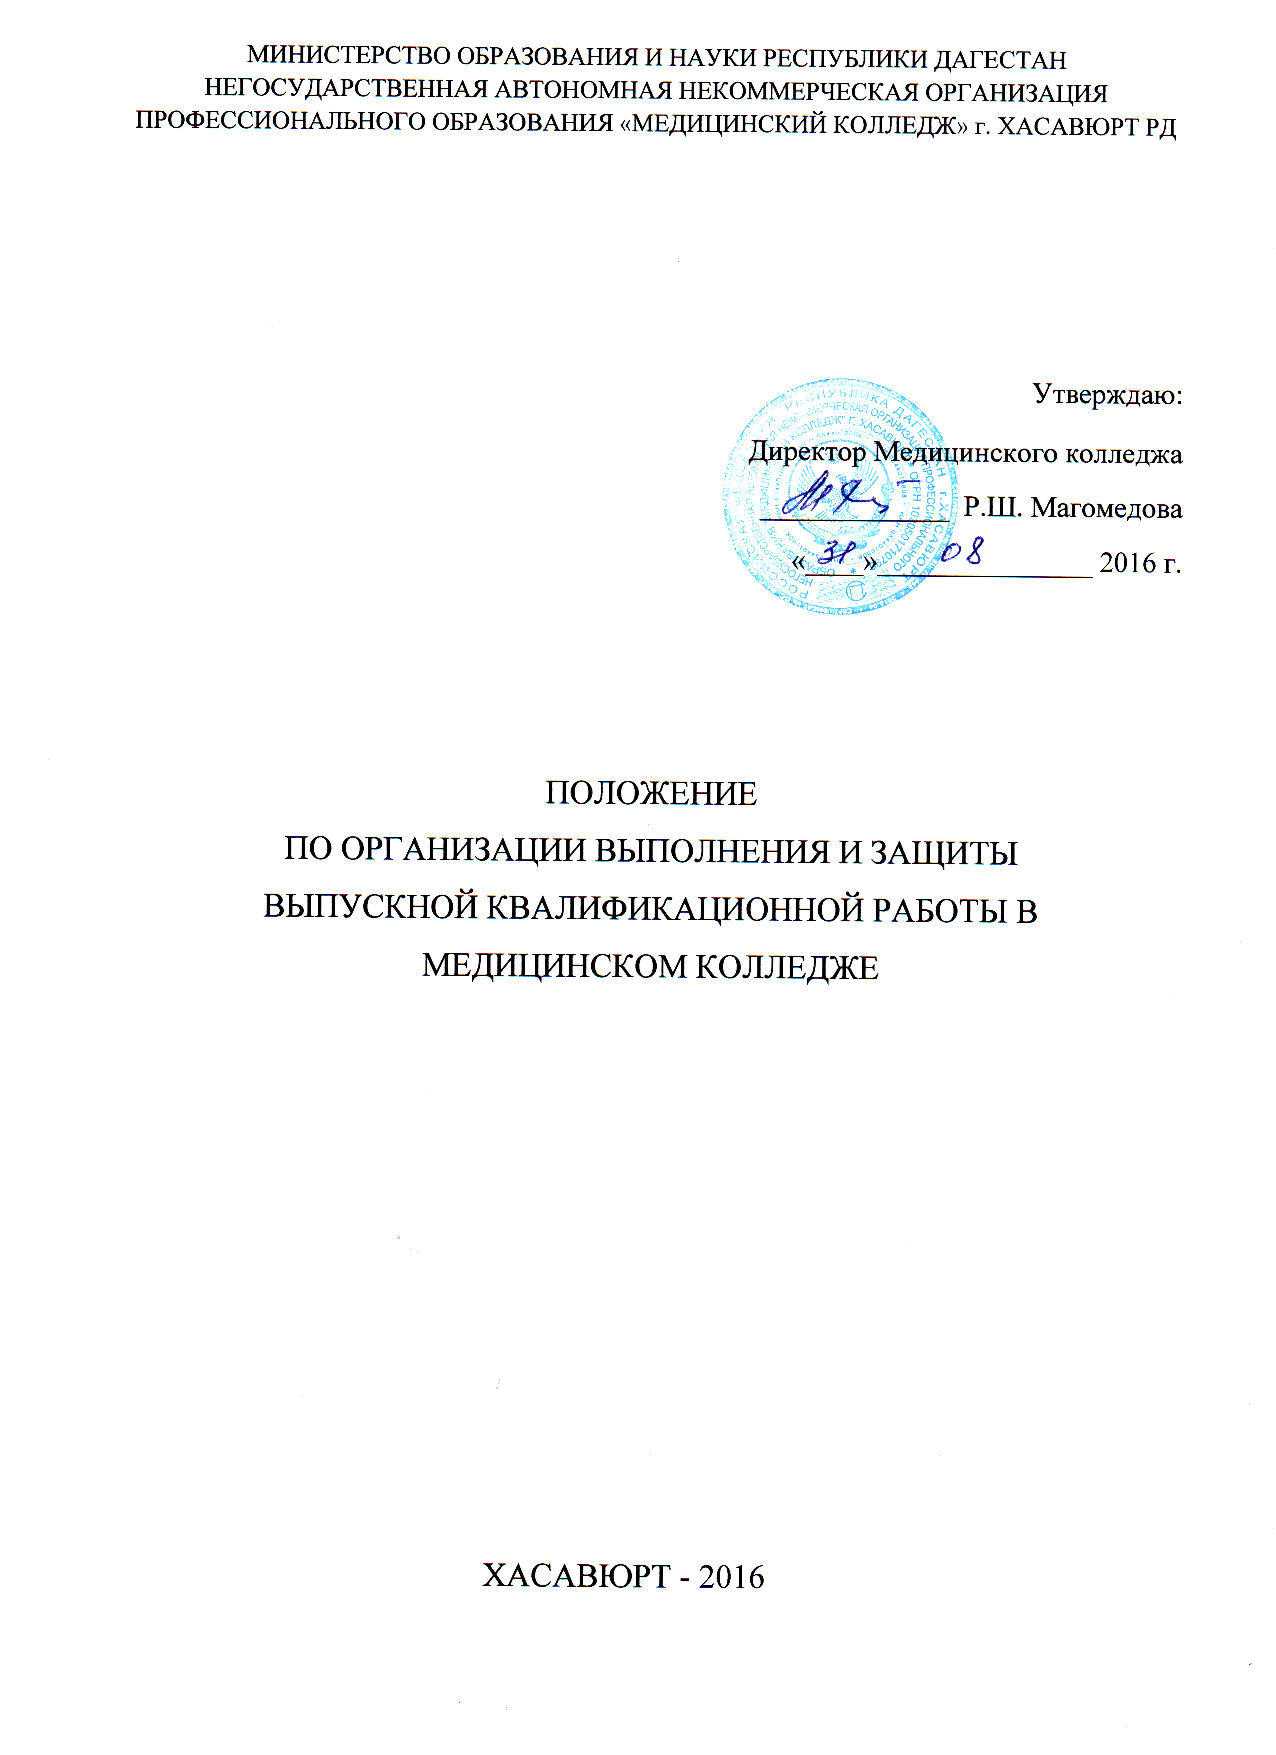 МИНИСТЕРСТВО ОБРАЗОВАНИЯ И НАУКИ РЕСПУБЛИКИ ДАГЕСТАН
НЕГОСУДАРСТВЕННАЯ АВТОНОМНАЯ НЕКОММЕРЧЕСКАЯ ОРГАНИЗАЦИЯ
ПРОФЕССИОНАЛЬНОГО ОБРАЗОВАНИЯ «МЕДИЦИНСКИЙ КОЛЛЕДЖ» г. ХАСАВЮРТ РД
Утверждаю:
Директор Медицинского колледжа
Р.Ш. Магомедова
«31» 08 2016 г.
ПОЛОЖЕНИЕ
ПО ОРГАНИЗАЦИИ ВЫПОЛНЕНИЯ И ЗАЩИТЫ
ВЫПУСКНОЙ КВАЛИФИКАЦИОННОЙ РАБОТЫ В
МЕДИЦИНСКОМ КОЛЛЕДЖЕ
ХАСАВЮРТ - 2016